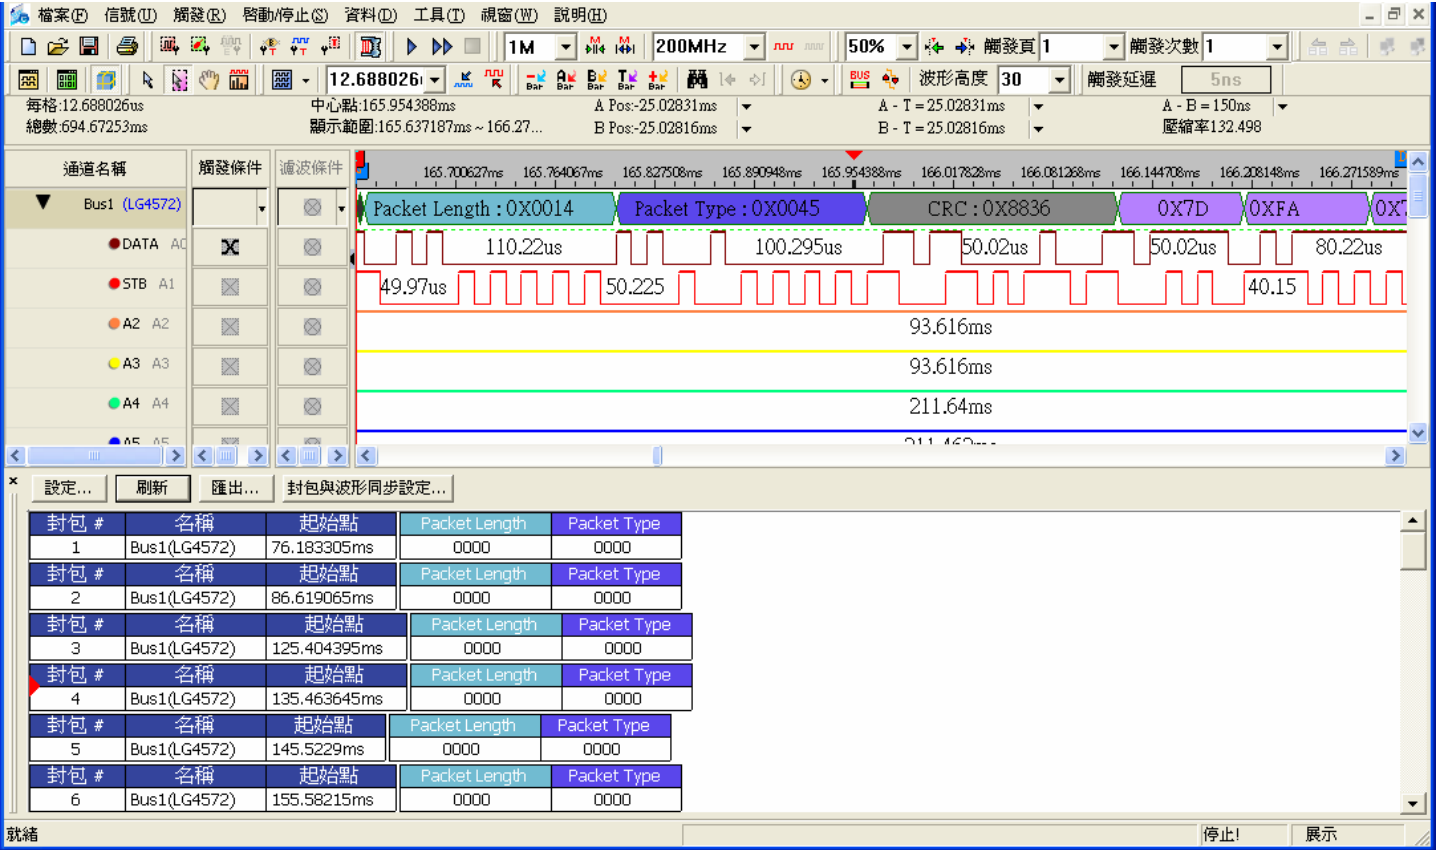 檔案(F) 信號(U) 觸發(R) 啓動/停止(S) 資料(D) 工具(T) 視窗(W) 說明(H)
1M 200MHz 50% 觸發頁 1 觸發次數 1
12.688026 Bar Bar Bar Bar Bar BUS 波形高度 30 觸發延遲 5ns
每格:12.688026us 中心點:165.954388ms A Pos:-25.02831ms A - T = 25.02831ms A - B = 150ns
總數:694.67253ms 顯示範圍:165.637187ms ~ 166.27... B Pos:-25.02816ms B - T = 25.02816ms 壓縮率132.498
通道名稱 觸發條件 濾波條件 165.700627ms 165.764067ms 165.827508ms 165.890948ms 165.954388ms 166.017828ms 166.081268ms 166.144708ms 166.208148ms 166.271589ms
Bus1 (LG4572) Packet Length : 0X0014 Packet Type : 0X0045 CRC : 0X8836 0X7D 0XFA
DATA A0 110.22us 100.295us 50.02us 50.02us 80.22us
STB A1 49.97us 50.225 40.15
A2 A2 93.616ms
A3 A3 93.616ms
A4 A4 211.64ms
A5 A5
設定... 刷新 匯出... 封包與波形同步設定...
封包 # 名稱 起始點 Packet Length Packet Type
1 Bus1(LG4572) 76.183305ms 0000 0000
封包 # 名稱 起始點 Packet Length Packet Type
2 Bus1(LG4572) 86.619065ms 0000 0000
封包 # 名稱 起始點 Packet Length Packet Type
3 Bus1(LG4572) 125.404395ms 0000 0000
封包 # 名稱 起始點 Packet Length Packet Type
4 Bus1(LG4572) 135.463645ms 0000 0000
封包 # 名稱 起始點 Packet Length Packet Type
5 Bus1(LG4572) 145.5229ms 0000 0000
封包 # 名稱 起始點 Packet Length Packet Type
6 Bus1(LG4572) 155.58215ms 0000 0000
就緒 停止! 展示